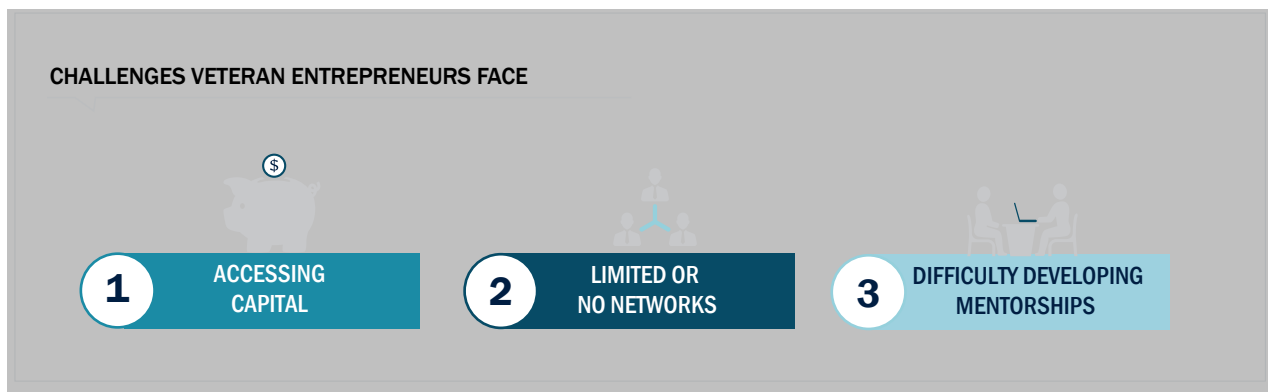 CHALLENGES VETERAN ENTREPRENEURS FACE
$
1
ACCESSING
CAPITAL
2
LIMITED OR
NO NETWORKS
3
DIFFICULTY DEVELOPING
MENTORSHIPS